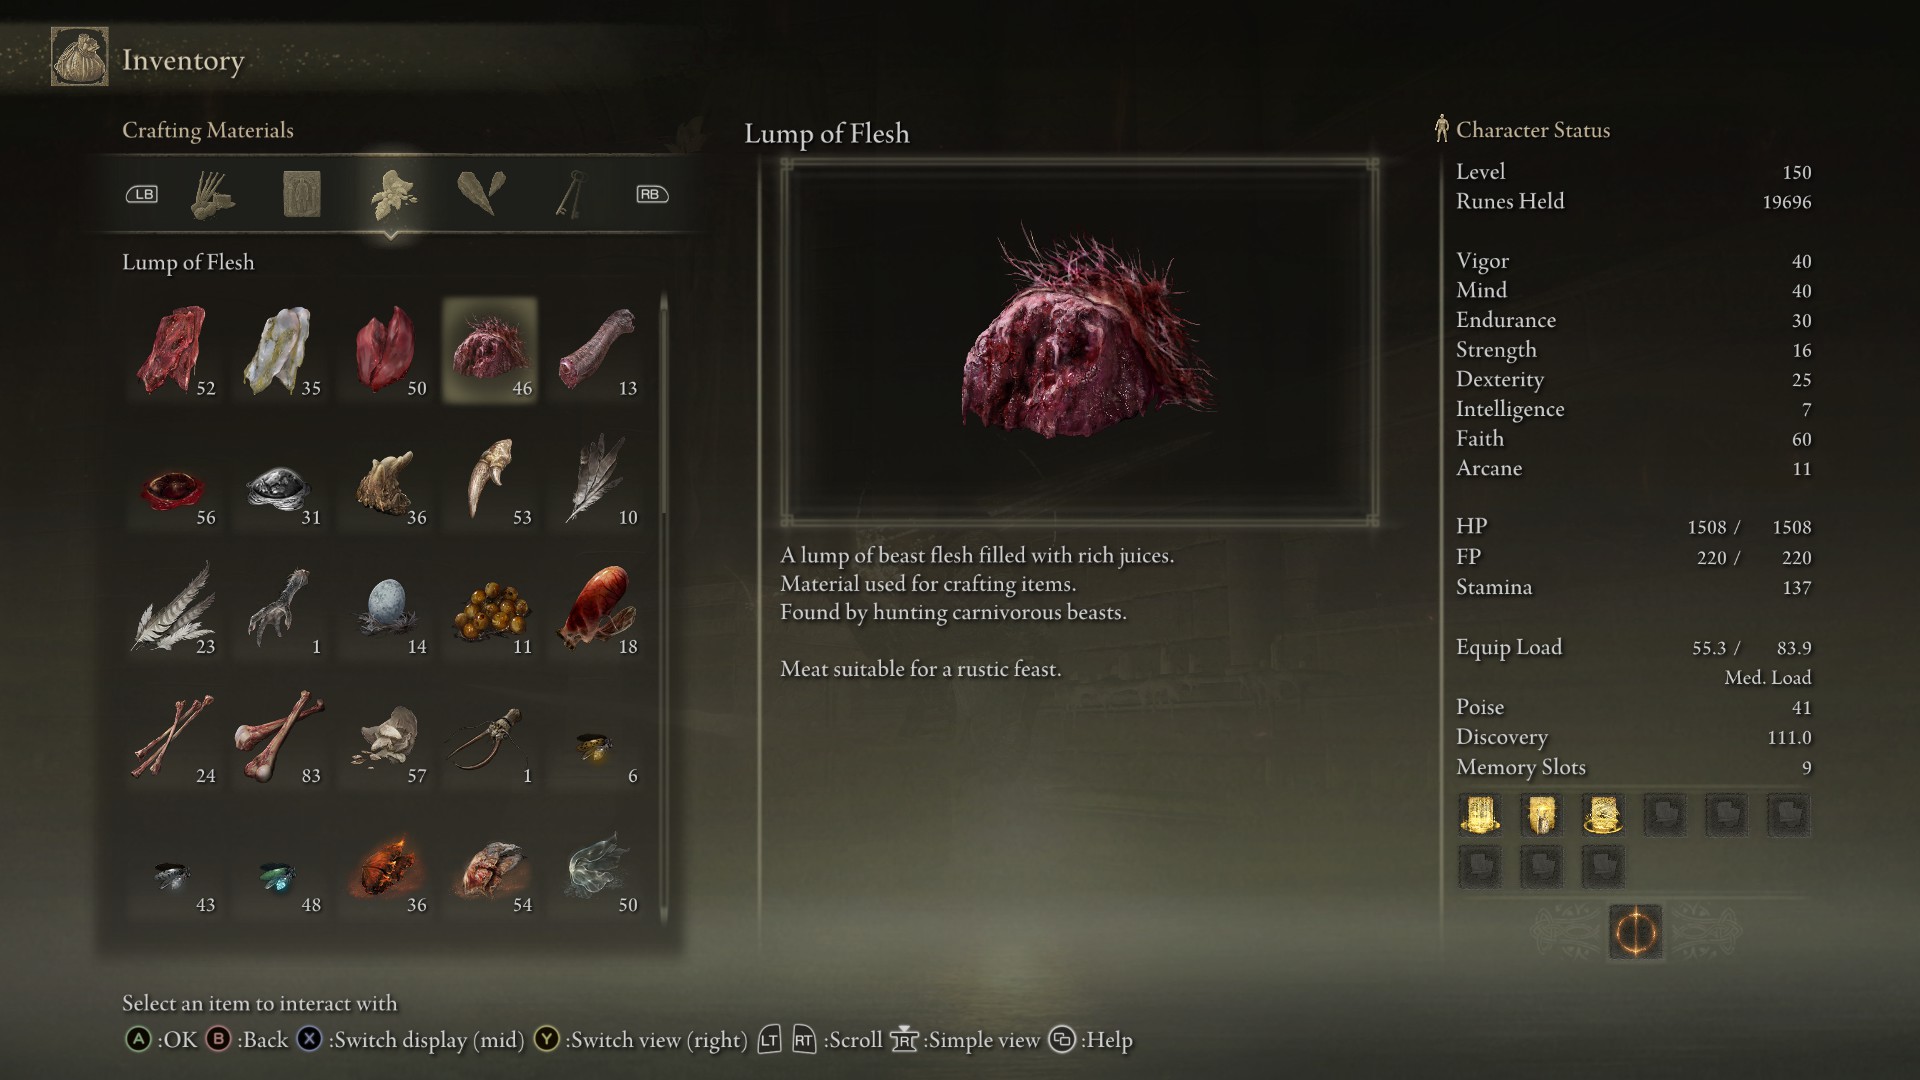 Inventory
Crafting Materials
LB
RB
Lump of Flesh
52 35 50 46 13
56 31 36 53 10
23 1 14 11 18
24 83 57 1 6
43 48 36 54 50
Lump of Flesh
A lump of beast flesh filled with rich juices.
Material used for crafting items.
Found by hunting carnivorous beasts.
Meat suitable for a rustic feast.
Character Status
Level 150
Runes Held 19696
Vigor 40
Mind 40
Endurance 30
Strength 16
Dexterity 25
Intelligence 7
Faith 60
Arcane 11
HP 1508 / 1508
FP 220 / 220
Stamina 137
Equip Load 55.3 / 83.9
Med. Load
Poise 41
Discovery 111.0
Memory Slots 9
Select an item to interact with
A :OK B :Back X :Switch display (mid) Y :Switch view (right) LT RT :Scroll R :Simple view :Help